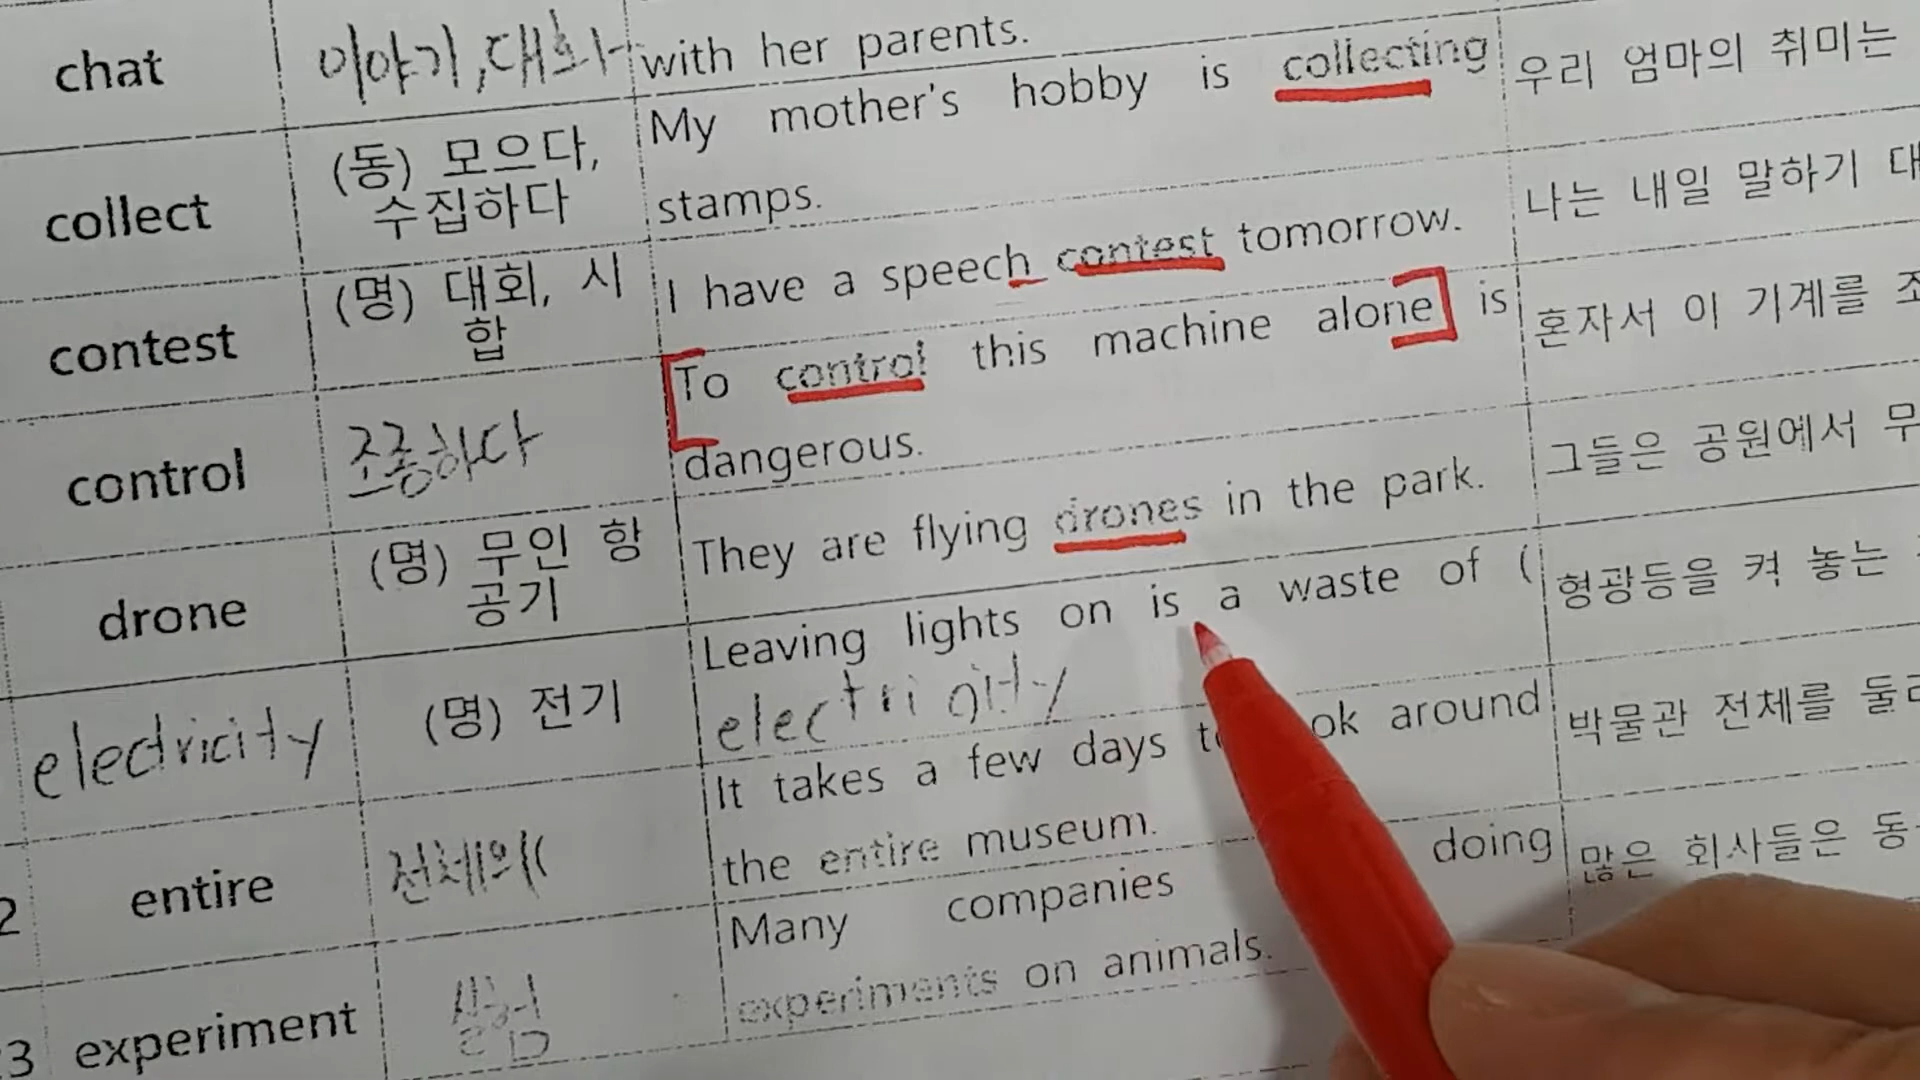 with her parents.
chat 이야기, 대화
My mother's hobby is collecting 우리 엄마의 취미는
collect (동) 모으다,
수집하다
stamps.
나는 내일 말하기 대
contest (명) 대회, 시
합
I have a speech contest tomorrow.
To control this machine alone is 혼자서 이 기계를 조
control 조종하다
dangerous.
그들은 공원에서 무
drone (명) 무인 항
공기
They are flying drones in the park.
Leaving lights on is a waste of ( 형광등을 켜 놓는
electricity (명) 전기
electricity
It takes a few days ok around 박물관 전체를 둘러
2 entire 전체의(
the entire museum.
Many companies doing 많은 회사들은 동
3 experiment 실험
experiments on animals.